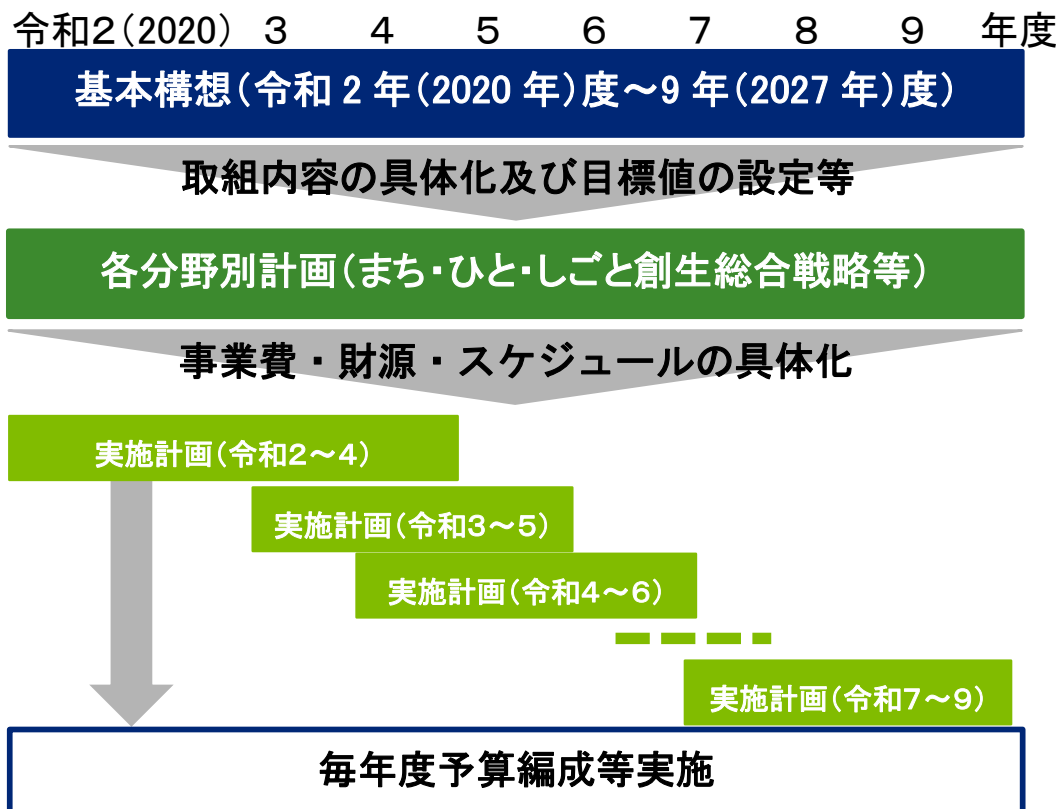 令和2(2020) 3 4 5 6 7 8 9 年度
基本構想(令和 2 年(2020 年)度～9 年(2027 年)度)
取組内容の具体化及び目標値の設定等
各分野別計画(まち・ひと・しごと創生総合戦略等)
事業費・財源・スケジュールの具体化
実施計画(令和2～4)
実施計画(令和3～5)
実施計画(令和4～6)
実施計画(令和7～9)
毎年度予算編成等実施